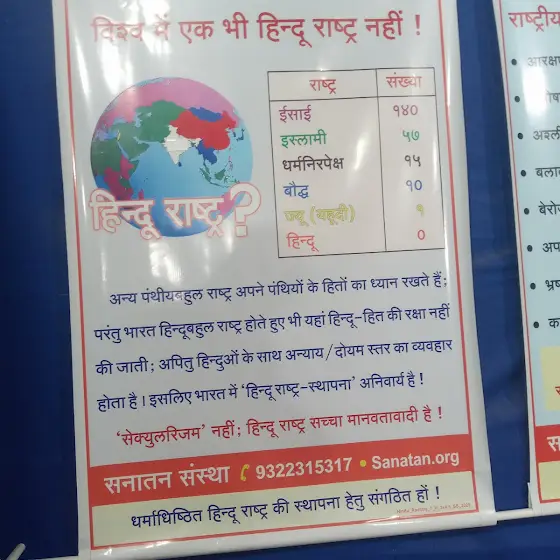 विश्व में एक भी हिन्दू राष्ट्र नहीं !
राष्ट्र संख्या
ईसाई १४०
इस्लामी ५७
धर्मनिरपेक्ष १५
बौद्ध १०
ज्यू (यहूदी) १
हिन्दू 0
हिन्दू राष्ट्र ?
अन्य पंथीयबहुल राष्ट्र अपने पंथियों के हितों का ध्यान रखते हैं;
परंतु भारत हिन्दूबहुल राष्ट्र होते हुए भी यहां हिन्दू-हित की रक्षा नहीं
की जाती; अपितु हिन्दुओं के साथ अन्याय/दोयम स्तर का व्यवहार
होता है । इसलिए भारत में 'हिन्दू राष्ट्र-स्थापना' अनिवार्य है !
'सेक्युलरिजम' नहीं; हिन्दू राष्ट्र सच्चा मानवतावादी है !
सनातन संस्था 9322315317 • Sanatan.org
धर्माधिष्ठित हिन्दू राष्ट्र की स्थापना हेतु संगठित हों !
राष्ट्रीय